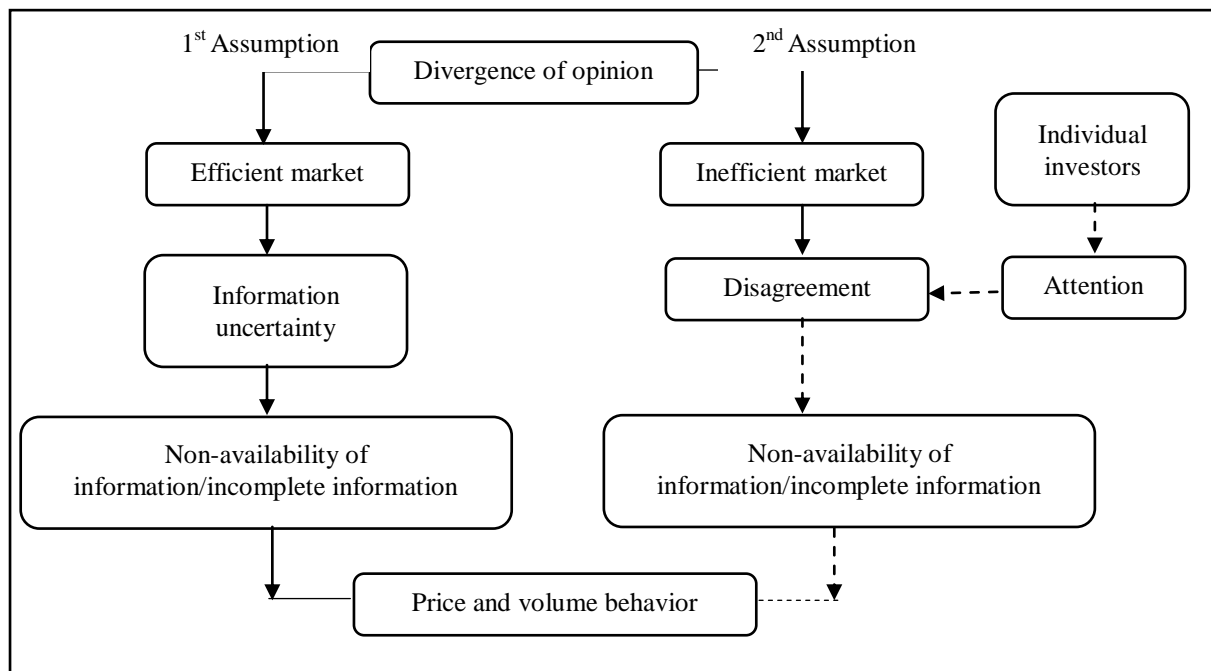 1st Assumption
2nd Assumption
Divergence of opinion
Efficient market
Inefficient market
Individual
investors
Information
uncertainty
Disagreement
Attention
Non-availability of
information/incomplete information
Non-availability of
information/incomplete information
Price and volume behavior